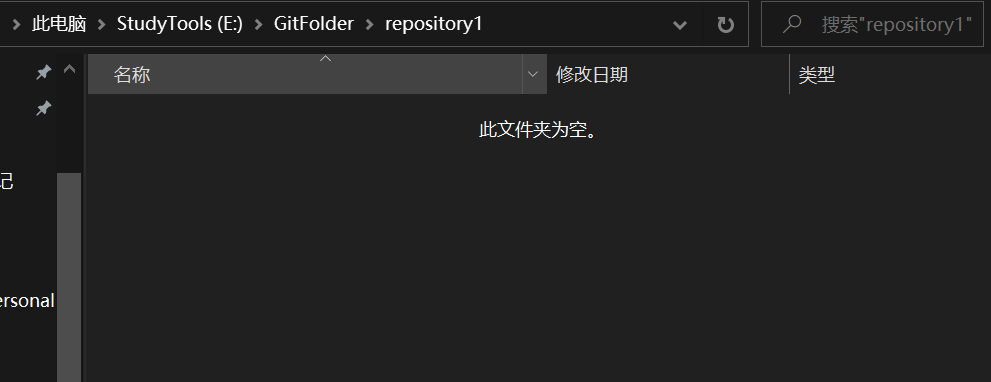 此电脑 StudyTools (E:) GitFolder repository1 搜索"repository1"
名称 修改日期 类型
此文件夹为空。
记
ersonal